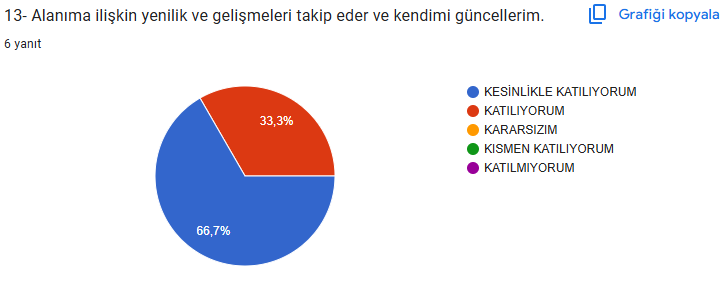 13- Alanıma ilişkin yenilik ve gelişmeleri takip eder ve kendimi güncellerim.
Grafiği kopyala
6 yanıt
33,3%
66,7%
KESİNLİKLE KATILIYORUM
KATILIYORUM
KARARSIZIM
KISMEN KATILIYORUM
KATILMIYORUM